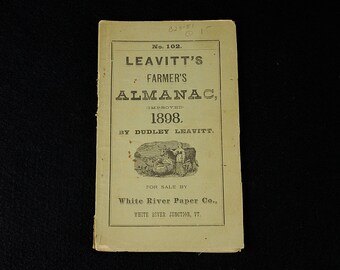 No. 102.
LEAVITT'S
FARMER'S
ALMANAC,
IMPROVED
1898.
BY DUDLEY LEAVITT.
FOR SALE BY
White River Paper Co.,
WHITE RIVER JUNCTION, VT.